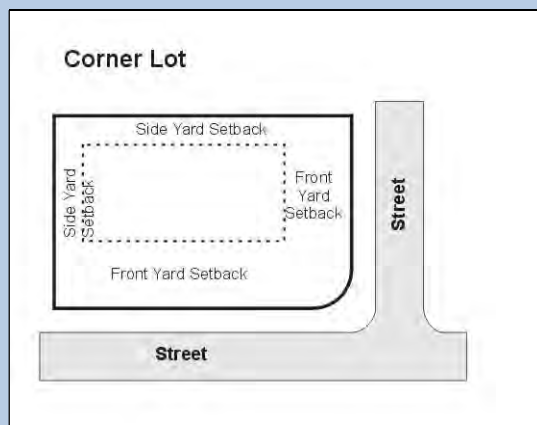 Corner Lot
Side Yard Setback
Side Yard
Setback
Front
Yard
Setback
Front Yard Setback
Street
Street